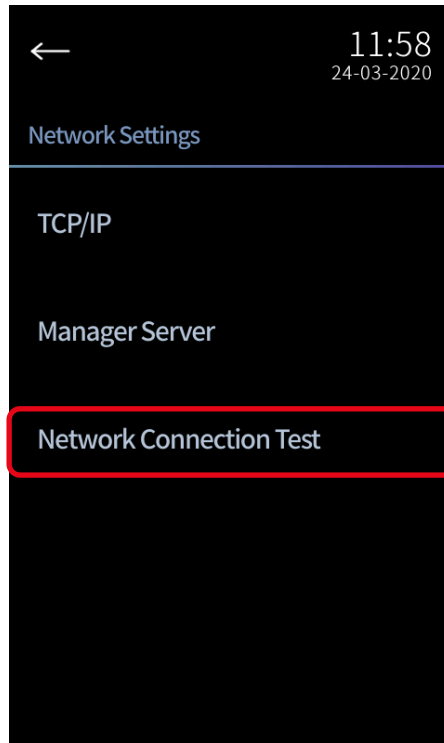 11:58
24-03-2020
Network Settings
TCP/IP
Manager Server
Network Connection Test